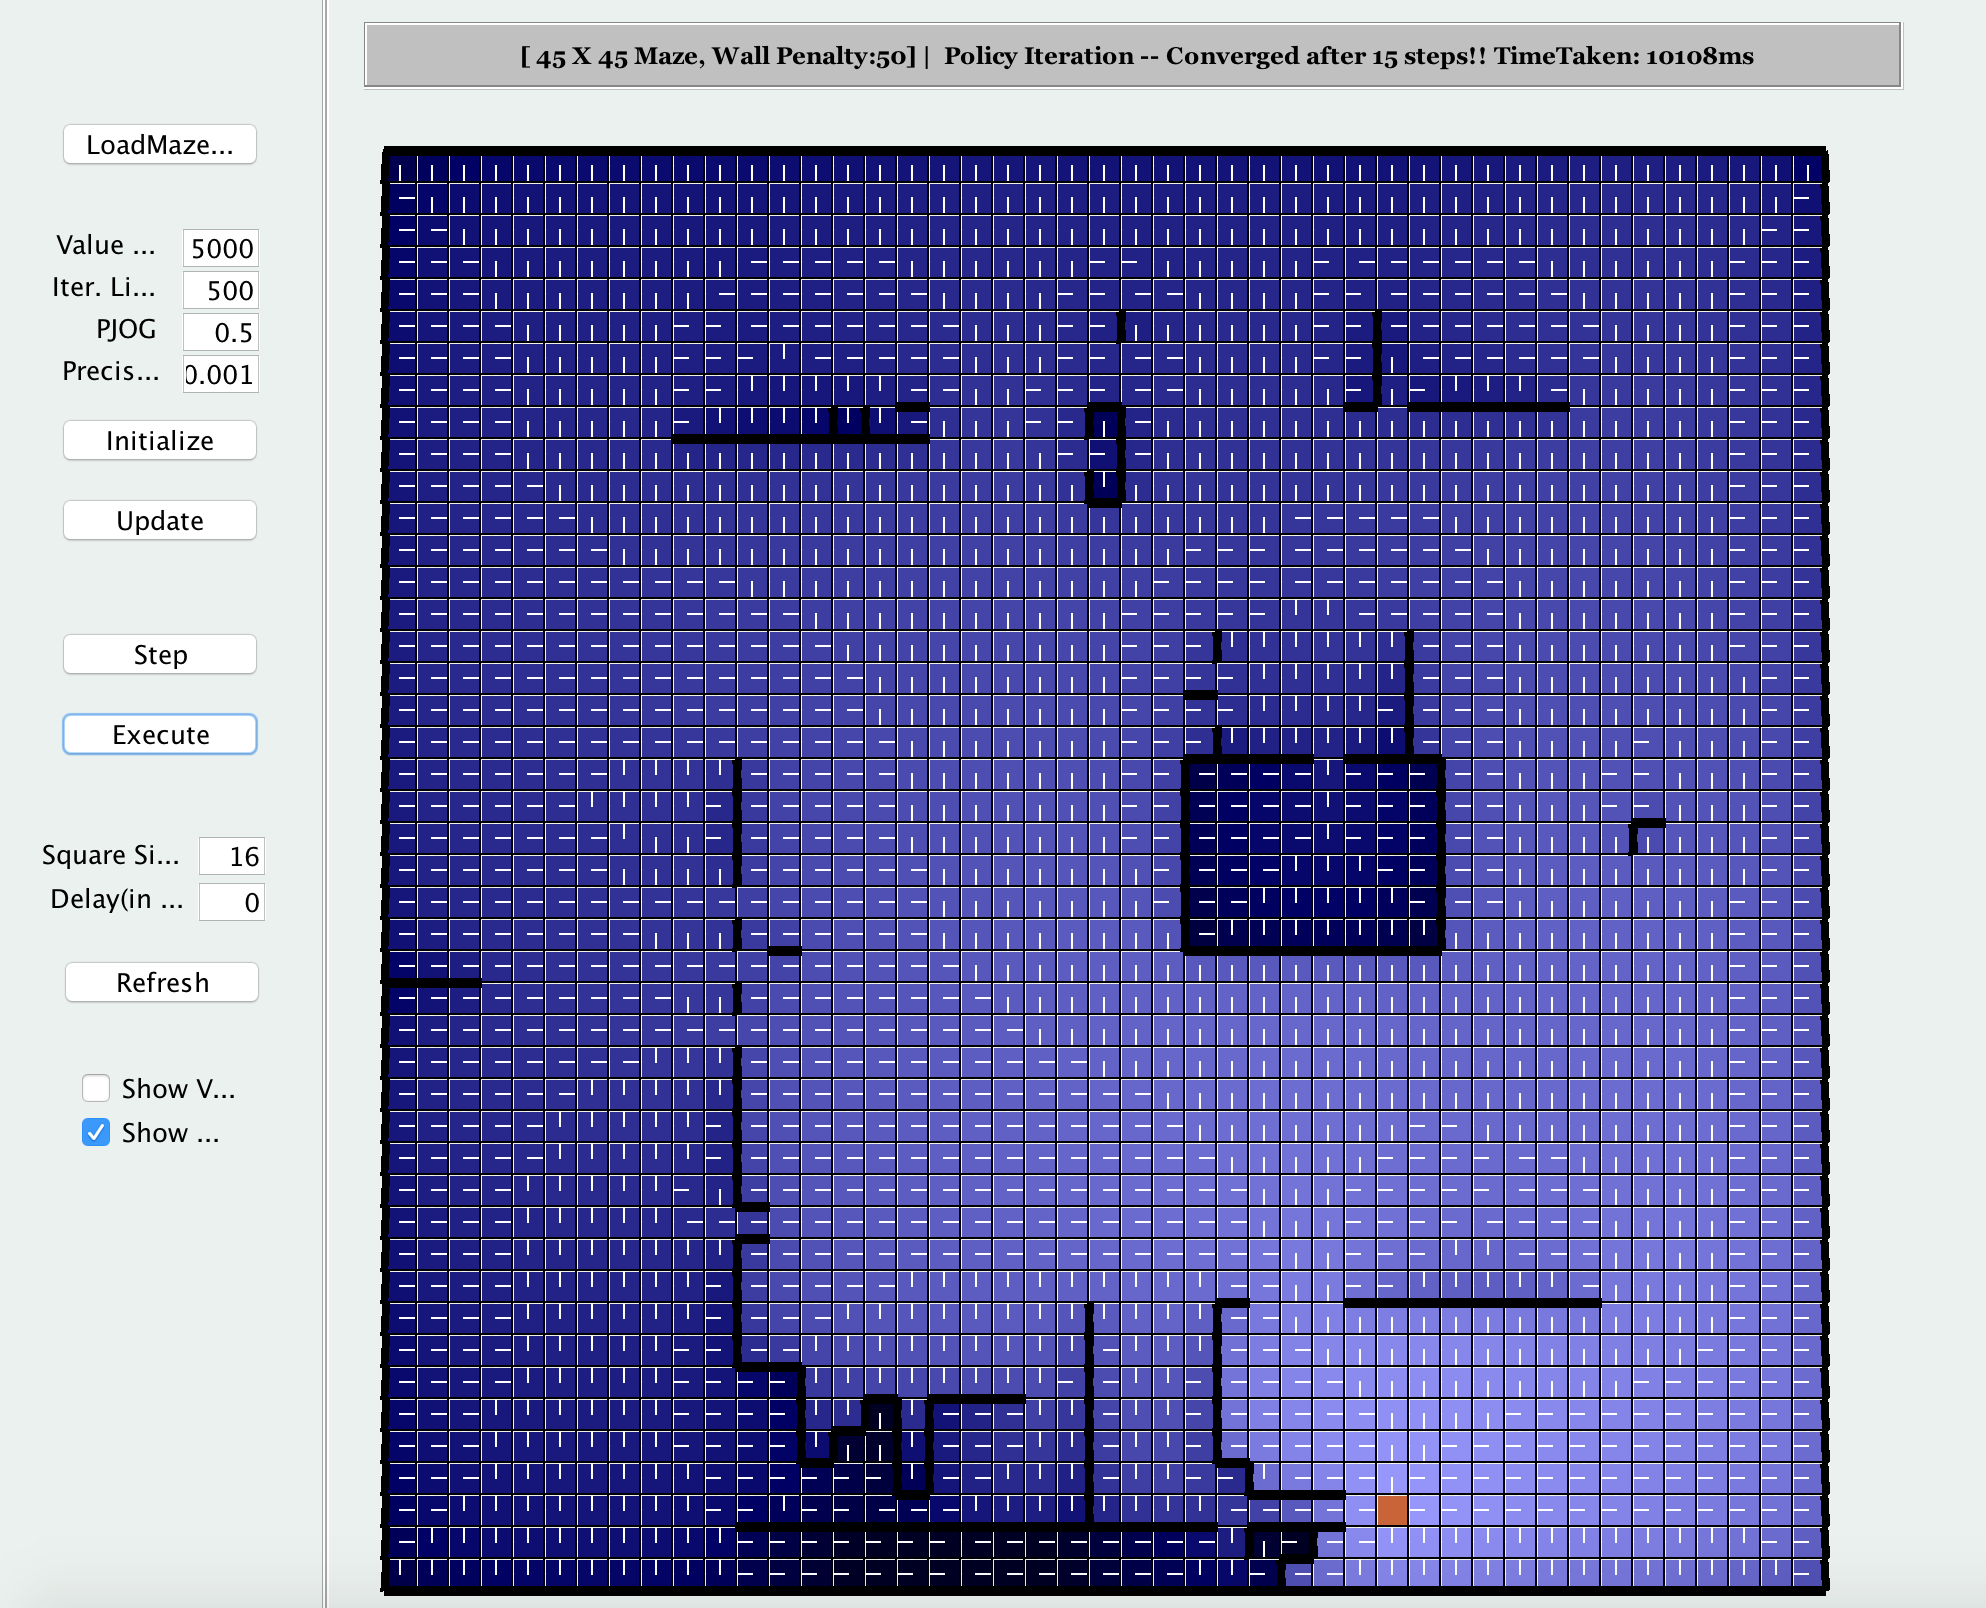 [ 45 X 45 Maze, Wall Penalty:50] | Policy Iteration -- Converged after 15 steps!! TimeTaken: 10108ms
LoadMaze...
Value ... 5000
Iter. Li... 500
PJOG 0.5
Precis... 0.001
Initialize
Update
Step
Execute
Square Si... 16
Delay(in ... 0
Refresh
Show V...
Show ...